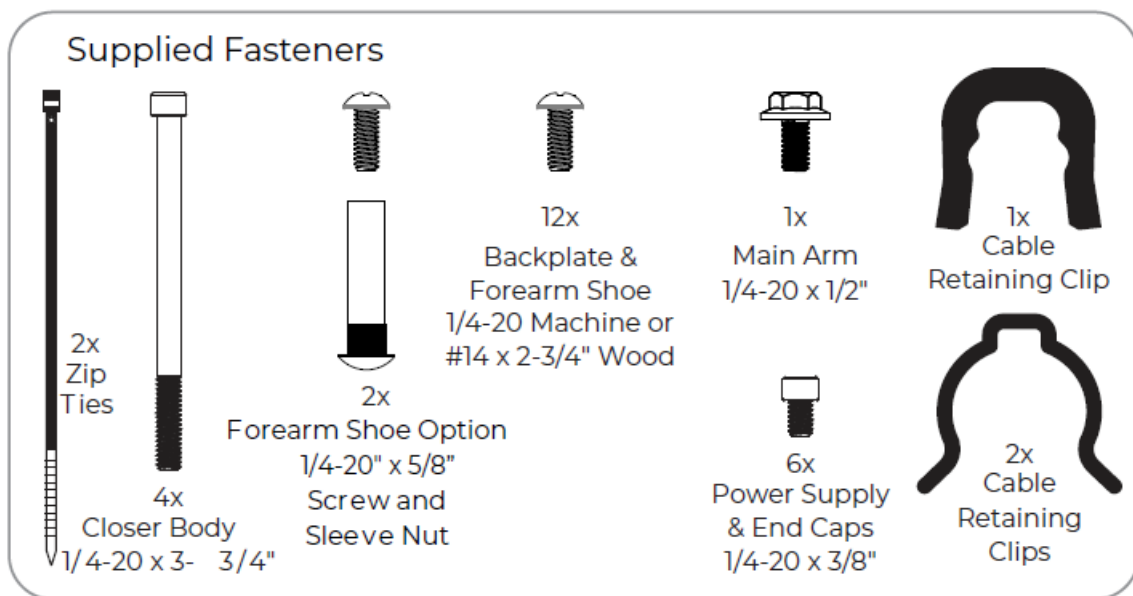 Supplied Fasteners
2x
Zip
Ties
4x
Closer Body
1/4-20 x 3- 3/4"
2x
Forearm Shoe Option
1/4-20" x 5/8”
Screw and
Sleeve Nut
12x
Backplate &
Forearm Shoe
1/4-20 Machine or
#14 x 2-3/4" Wood
1x
Main Arm
1/4-20 x 1/2"
6x
Power Supply
& End Caps
1/4-20 x 3/8"
1x
Cable
Retaining Clip
2x
Cable
Retaining
Clips